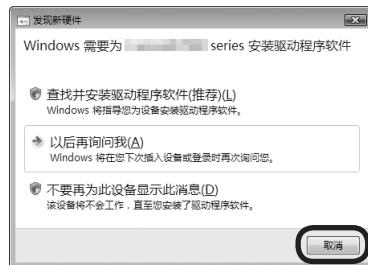 发现新硬件
Windows 需要为 series 安装驱动程序软件
查找并安装驱动程序软件(推荐)(L)
Windows 将指导您为设备安装驱动程序软件。
以后再询问我(A)
Windows 将在您下次插入设备或登录时再次询问您。
不要再为此设备显示此消息(D)
该设备将不会工作，直至您安装了驱动程序软件。
取消